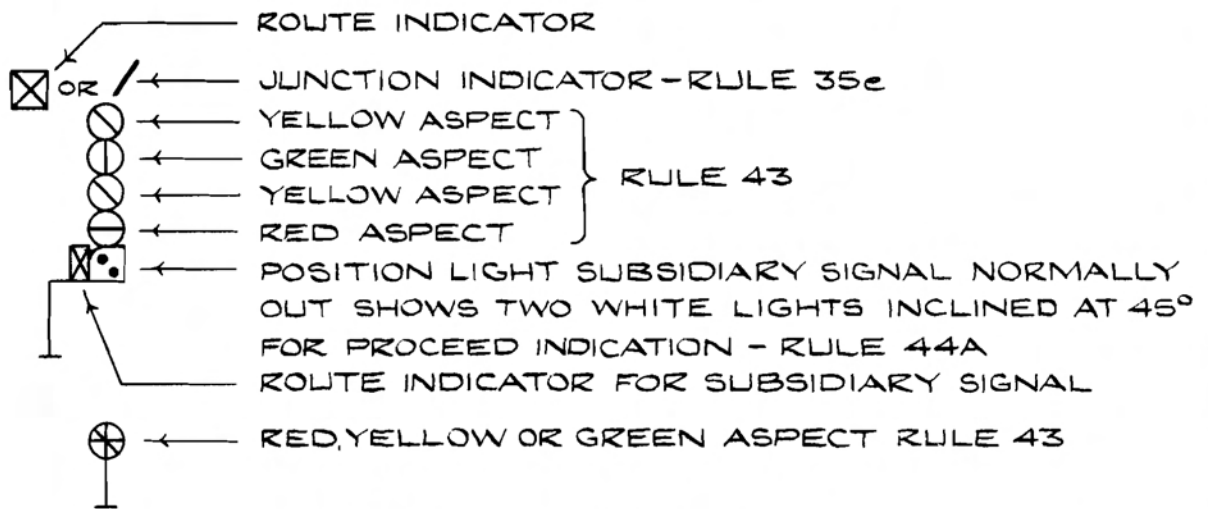 ROUTE INDICATOR
OR
JUNCTION INDICATOR - RULE 35e
YELLOW ASPECT
GREEN ASPECT
YELLOW ASPECT
RED ASPECT
RULE 43
POSITION LIGHT SUBSIDIARY SIGNAL NORMALLY
OUT SHOWS TWO WHITE LIGHTS INCLINED AT 45°
FOR PROCEED INDICATION - RULE 44A
ROUTE INDICATOR FOR SUBSIDIARY SIGNAL
RED, YELLOW OR GREEN ASPECT RULE 43